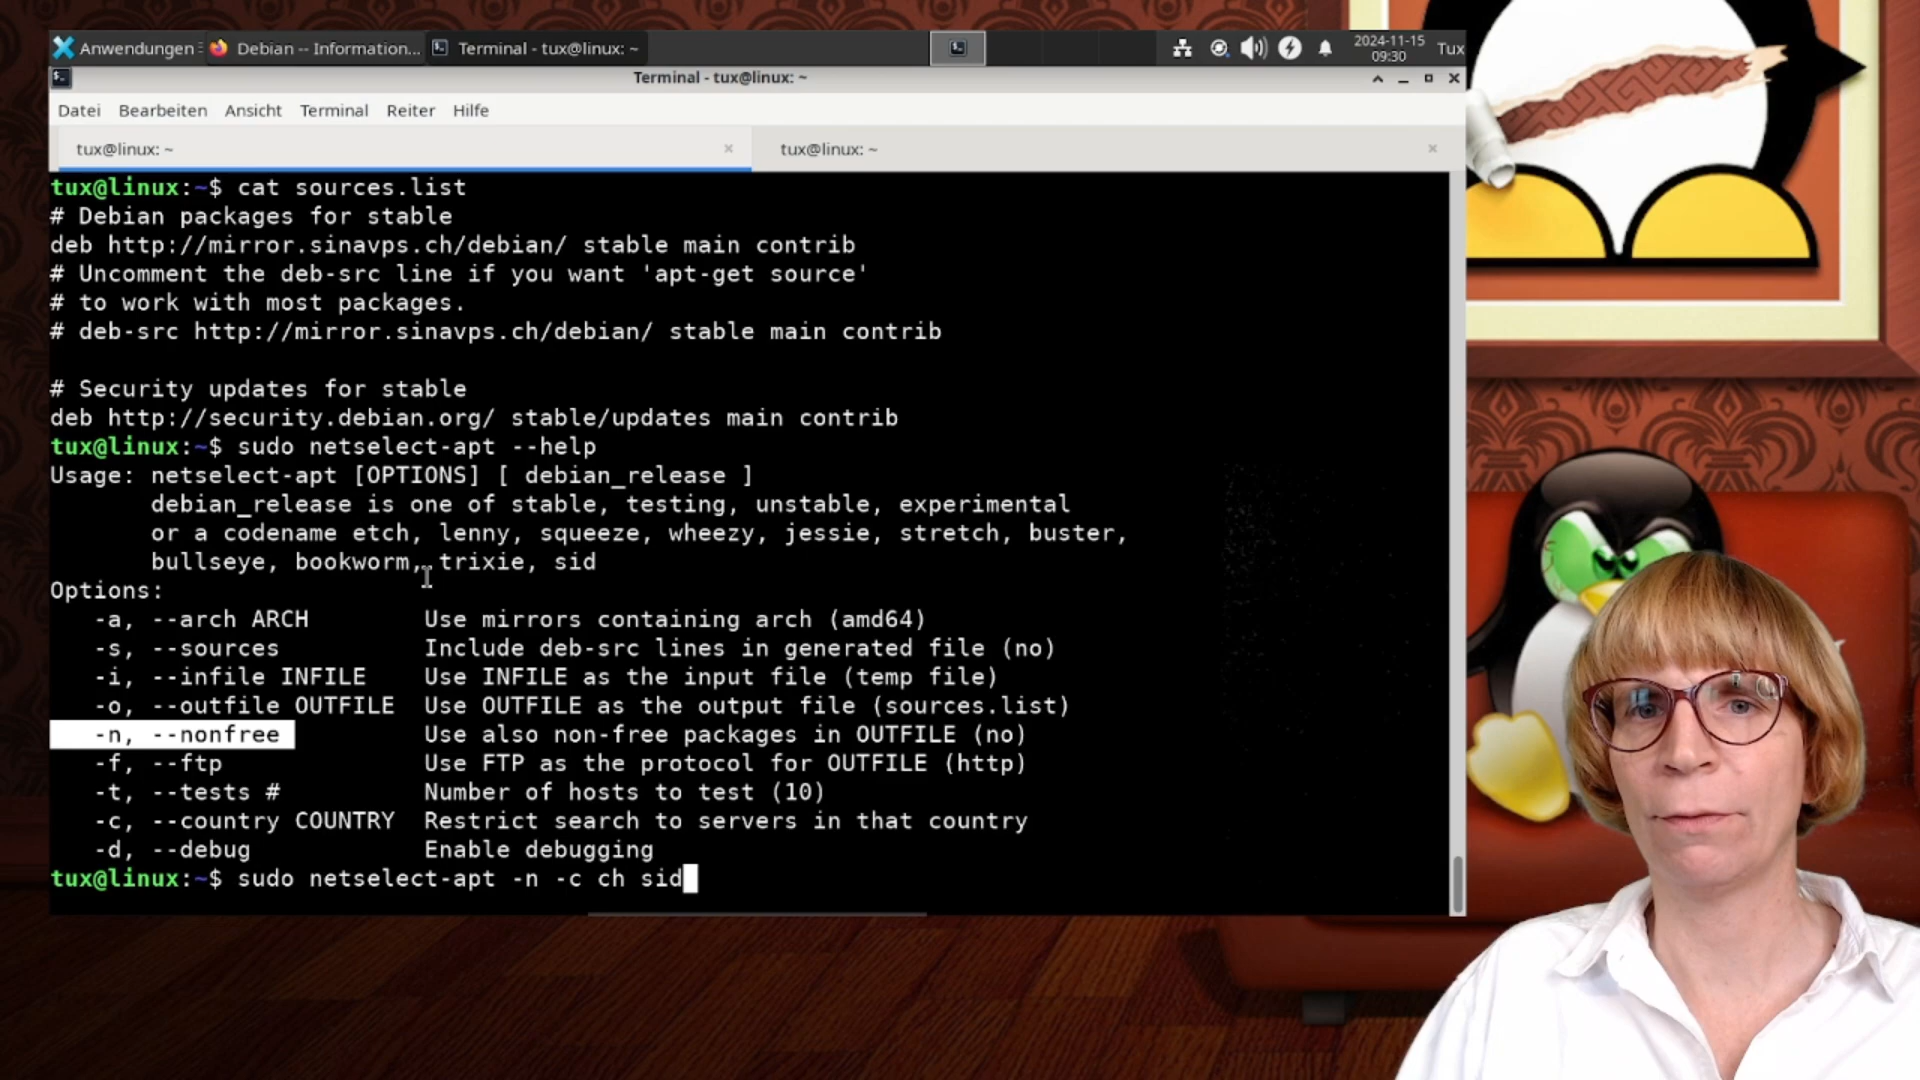 Anwendungen
Debian -- Information...
Terminal - tux@linux: ~
2024-11-15
09:30
Tux
Terminal - tux@linux: ~
Datei Bearbeiten Ansicht Terminal Reiter Hilfe
tux@linux: ~
tux@linux: ~
tux@linux:~$ cat sources.list
# Debian packages for stable
deb http://mirror.sinavps.ch/debian/ stable main contrib
# Uncomment the deb-src line if you want 'apt-get source'
# to work with most packages.
# deb-src http://mirror.sinavps.ch/debian/ stable main contrib
# Security updates for stable
deb http://security.debian.org/ stable/updates main contrib
tux@linux:~$ sudo netselect-apt --help
Usage: netselect-apt [OPTIONS] [ debian_release ]
debian_release is one of stable, testing, unstable, experimental
or a codename etch, lenny, squeeze, wheezy, jessie, stretch, buster,
bullseye, bookworm, trixie, sid
Options:
-a, --arch ARCH Use mirrors containing arch (amd64)
-s, --sources Include deb-src lines in generated file (no)
-i, --infile INFILE Use INFILE as the input file (temp file)
-o, --outfile OUTFILE Use OUTFILE as the output file (sources.list)
-n, --nonfree Use also non-free packages in OUTFILE (no)
-f, --ftp Use FTP as the protocol for OUTFILE (http)
-t, --tests # Number of hosts to test (10)
-c, --country COUNTRY Restrict search to servers in that country
-d, --debug Enable debugging
tux@linux:~$ sudo netselect-apt -n -c ch sid